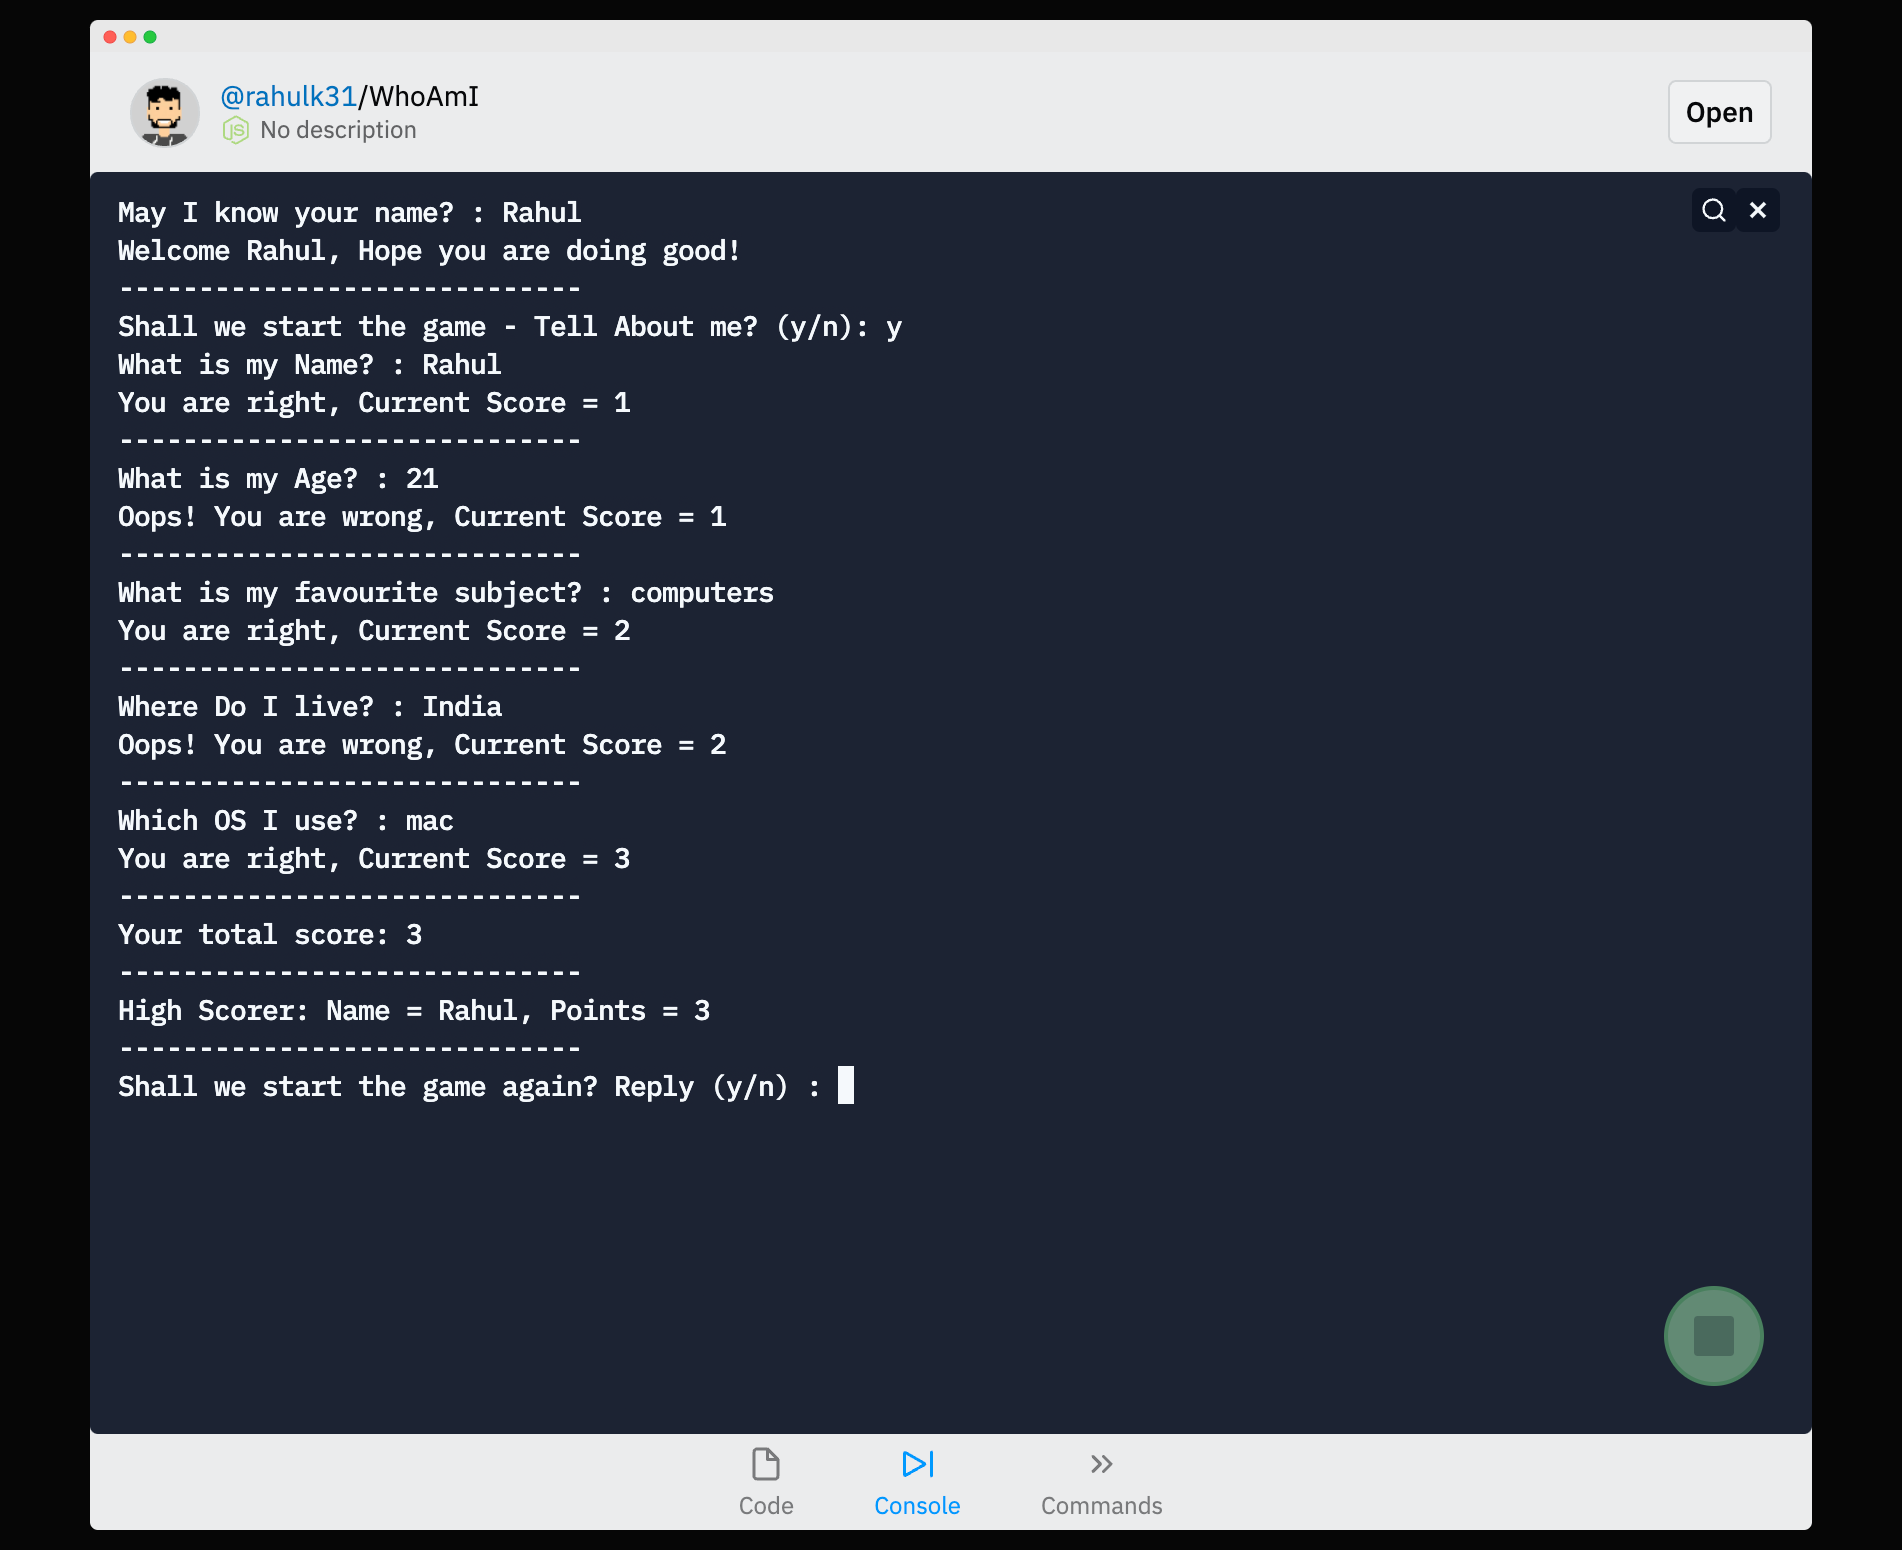 @rahulk31/WhoAmI
JS No description
Open
May I know your name? : Rahul
Welcome Rahul, Hope you are doing good!
-----------------------------
Shall we start the game - Tell About me? (y/n): y
What is my Name? : Rahul
You are right, Current Score = 1
-----------------------------
What is my Age? : 21
Oops! You are wrong, Current Score = 1
-----------------------------
What is my favourite subject? : computers
You are right, Current Score = 2
-----------------------------
Where Do I live? : India
Oops! You are wrong, Current Score = 2
-----------------------------
Which OS I use? : mac
You are right, Current Score = 3
-----------------------------
Your total score: 3
-----------------------------
High Scorer: Name = Rahul, Points = 3
-----------------------------
Shall we start the game again? Reply (y/n) :
Code
Console
Commands